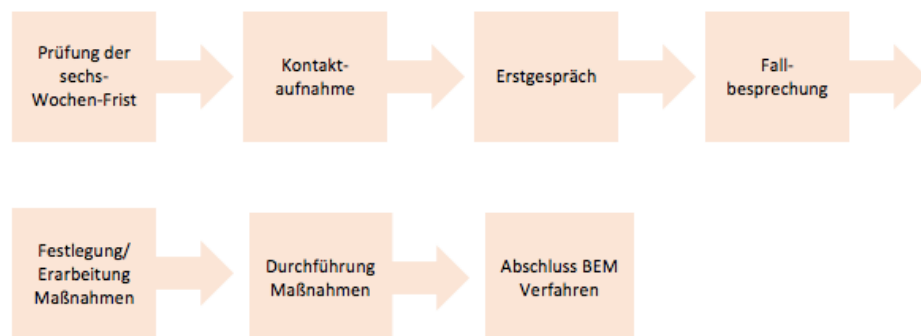 Prüfung der
sechs-
Wochen-Frist
Kontakt-
aufnahme
Erstgespräch
Fall-
besprechung
Festlegung/
Erarbeitung
Maßnahmen
Durchführung
Maßnahmen
Abschluss BEM
Verfahren